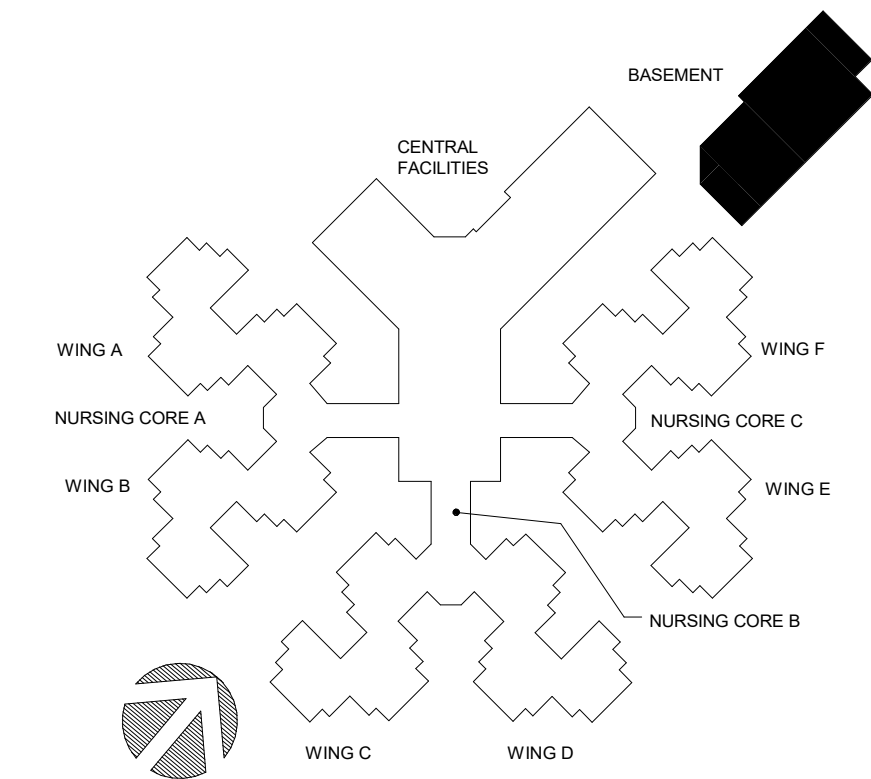 BASEMENT
CENTRAL
FACILITIES
WING A
WING F
NURSING CORE A
NURSING CORE C
WING B
WING E
NURSING CORE B
WING C
WING D